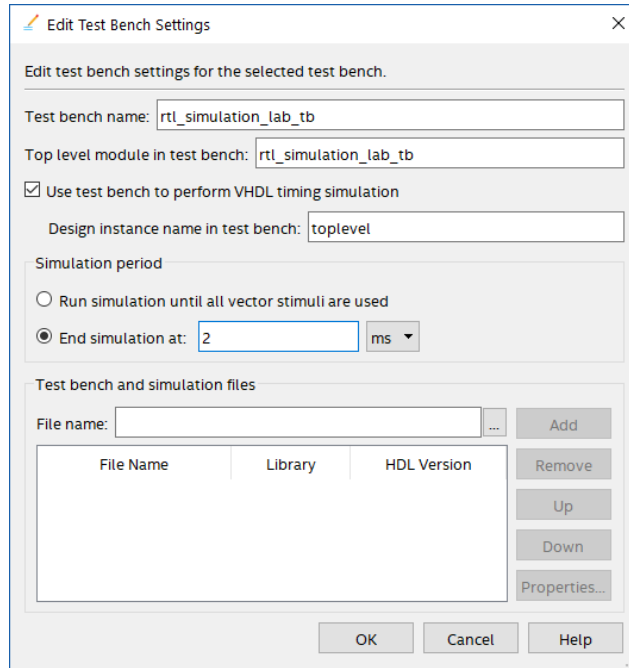 Edit Test Bench Settings
Edit test bench settings for the selected test bench.
Test bench name: rtl_simulation_lab_tb
Top level module in test bench: rtl_simulation_lab_tb
Use test bench to perform VHDL timing simulation
Design instance name in test bench: toplevel
Simulation period
Run simulation until all vector stimuli are used
End simulation at: 2 ms
Test bench and simulation files
File name: ... Add
File Name Library HDL Version Remove
Up
Down
Properties...
OK Cancel Help